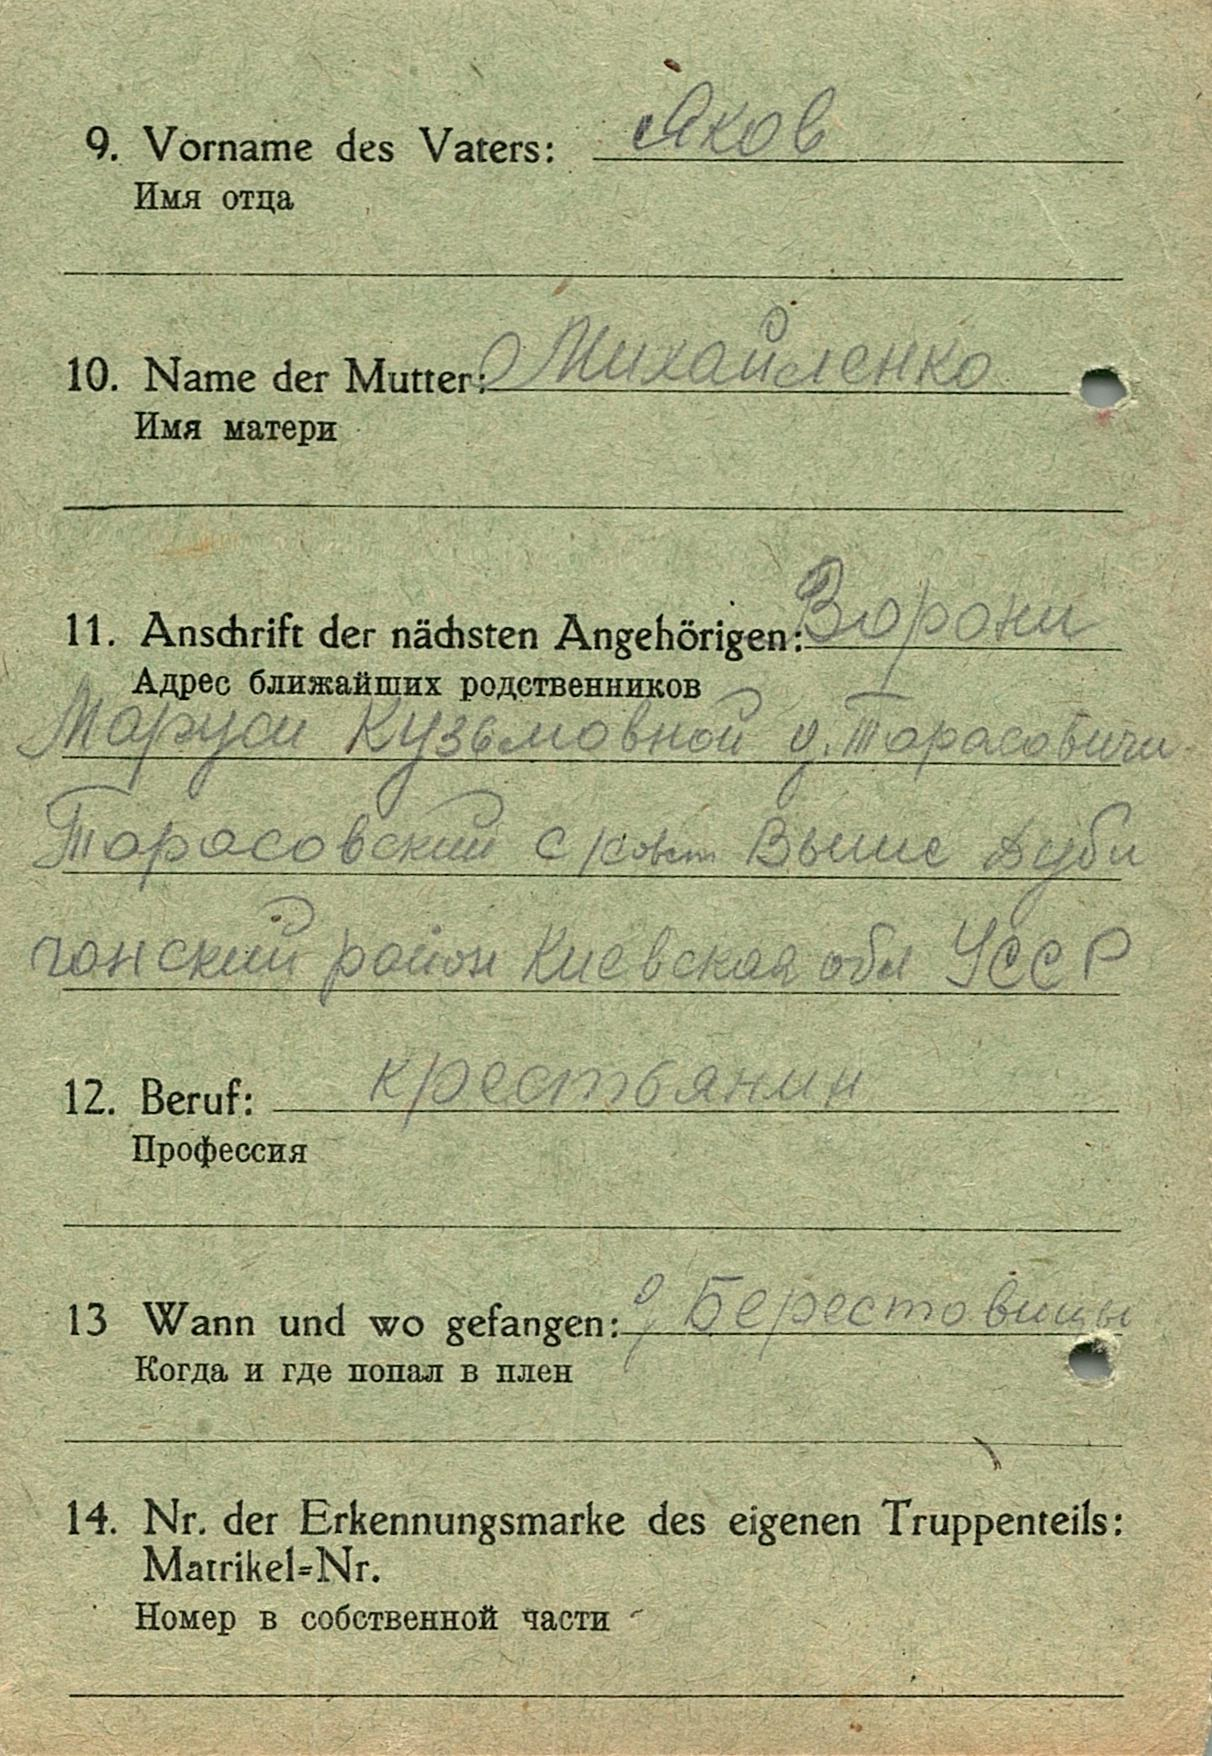 9. Vorname des Vaters: Яков
Имя отца
10. Name der Mutter: Михайленко
Имя матери
11. Anschrift der nächsten Angehörigen: Ворони
Адрес ближайших родственников
Маруси Кузьмовной д. Тарасовичи
Тарасовский с Выше Дуби
чанский район Киевская обл УССР
12. Beruf: крестьянин
Профессия
13 Wann und wo gefangen: Берестовицы
Когда и где попал в плен
14. Nr. der Erkennungsmarke des eigenen Truppenteils:
Matrikel=Nr.
Номер в собственной части